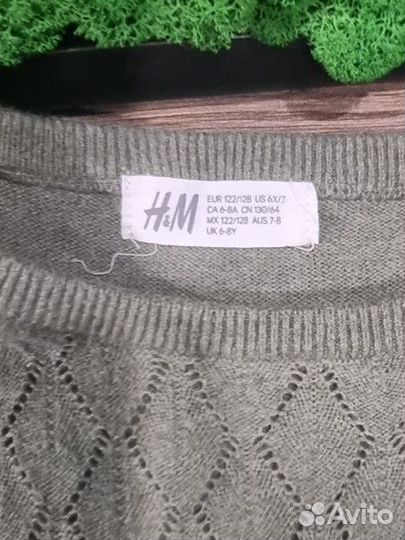 H&M
EUR 122/128 US 6X/7
CA 6-8A CN 130/64
MX 122/128 AUS 7-8
UK 6-8Y
Avito